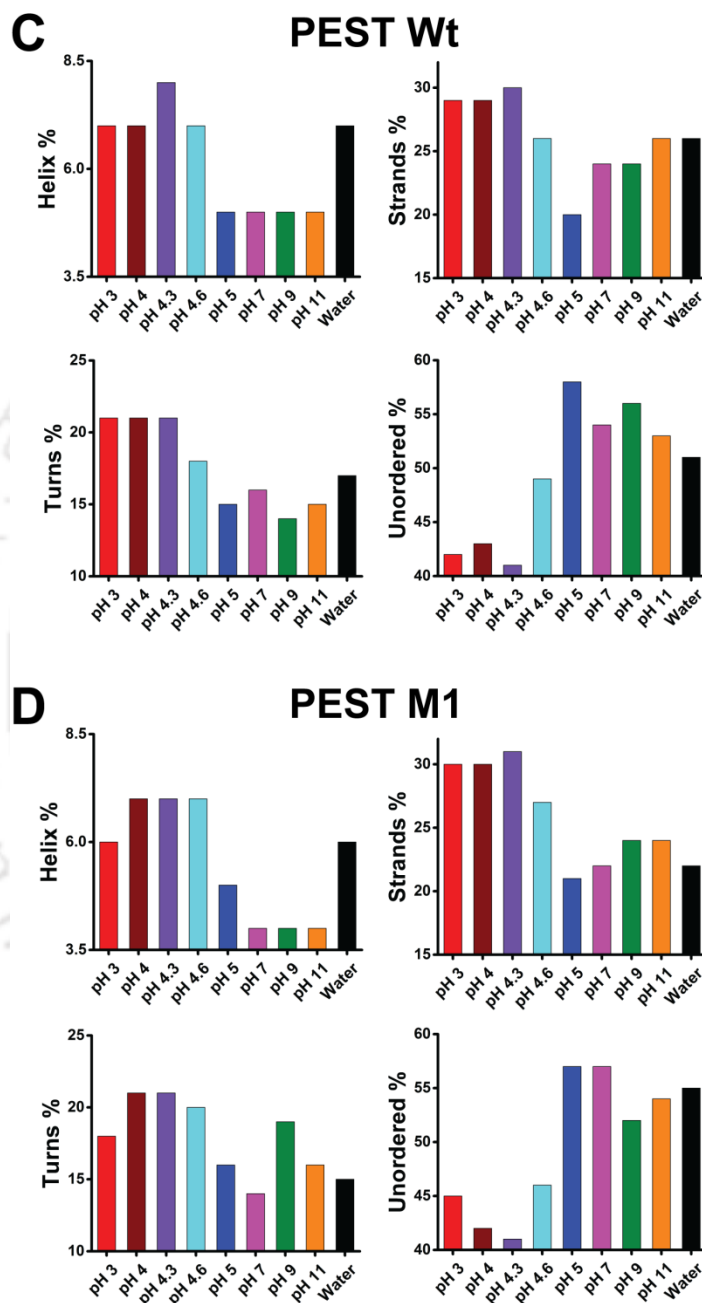 C PEST Wt
Helix %
8.5
6.0
3.5
pH 3 pH 4 pH 4.3 pH 4.6 pH 5 pH 7 pH 9 pH 11 Water
Strands %
30
25
20
15
pH 3 pH 4 pH 4.3 pH 4.6 pH 5 pH 7 pH 9 pH 11 Water
Turns %
25
20
15
10
pH 3 pH 4 pH 4.3 pH 4.6 pH 5 pH 7 pH 9 pH 11 Water
Unordered %
60
55
50
45
40
pH 3 pH 4 pH 4.3 pH 4.6 pH 5 pH 7 pH 9 pH 11 Water
D PEST M1
Helix %
8.5
6.0
3.5
pH 3 pH 4 pH 4.3 pH 4.6 pH 5 pH 7 pH 9 pH 11 Water
Strands %
30
25
20
15
pH 3 pH 4 pH 4.3 pH 4.6 pH 5 pH 7 pH 9 pH 11 Water
Turns %
25
20
15
10
pH 3 pH 4 pH 4.3 pH 4.6 pH 5 pH 7 pH 9 pH 11 Water
Unordered %
60
55
50
45
40
pH 3 pH 4 pH 4.3 pH 4.6 pH 5 pH 7 pH 9 pH 11 Water